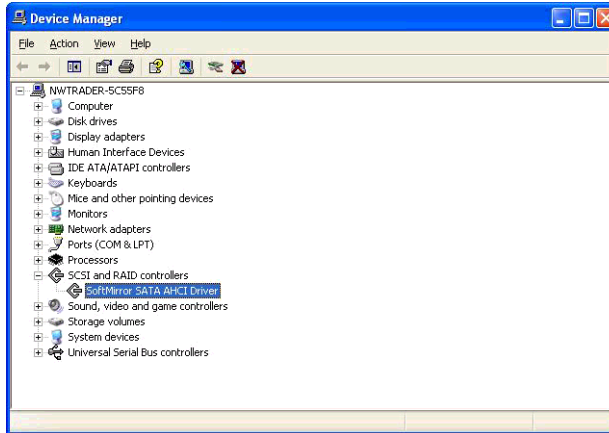 Device Manager
File Action View Help
NWTRADER-5C55F8
Computer
Disk drives
Display adapters
Human Interface Devices
IDE ATA/ATAPI controllers
Keyboards
Mice and other pointing devices
Monitors
Network adapters
Ports (COM & LPT)
Processors
SCSI and RAID controllers
SoftMirror SATA AHCI Driver
Sound, video and game controllers
Storage volumes
System devices
Universal Serial Bus controllers